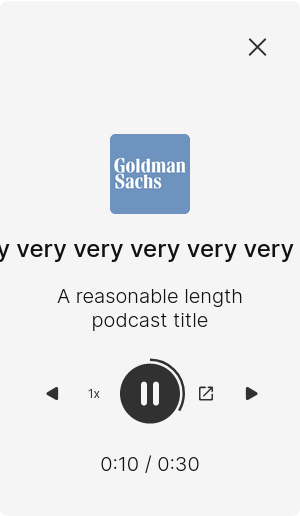 Goldman
Sachs
y very very very very very
A reasonable length
podcast title
1x
0:10 / 0:30